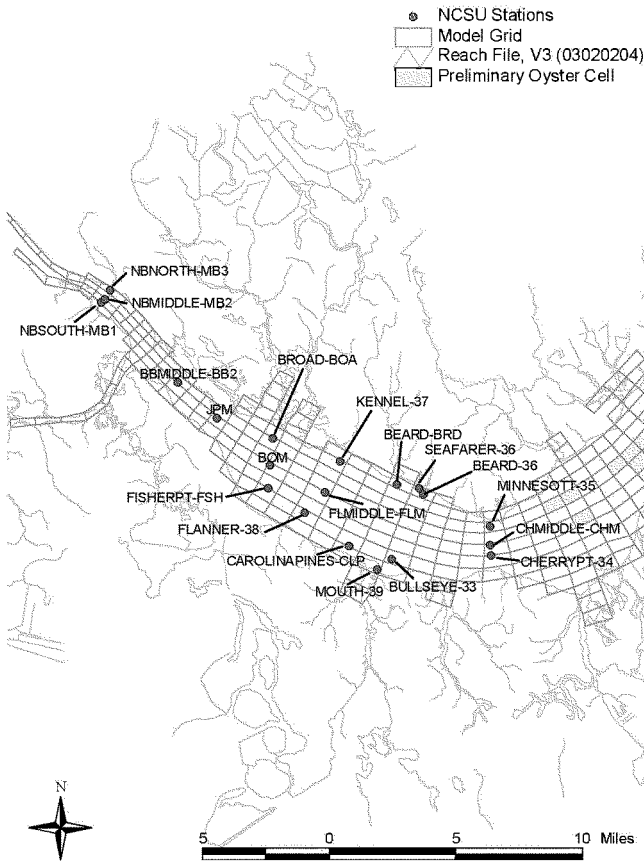 NCSU Stations
Model Grid
Reach File, V3 (03020204)
Preliminary Oyster Cell
NBNORTH-MB3
NBMIDDLE-MB2
NBSOUTH-MB1
BROAD-BOA
BBMIDDLE-BB2
KENNEL-37
JPM
BEARD-BRD
SEAFARER-36
BOM
BEARD-36
MINNESOTT-35
FISHERPT-FSH
FLMIDDLE-FLM
FLANNER-38
CHMIDDLE-CHM
CAROLINAPINES-CLP
CHERRYPT-34
MOUTH-39
BULLSEYE-33
N
5 0 5 10 Miles